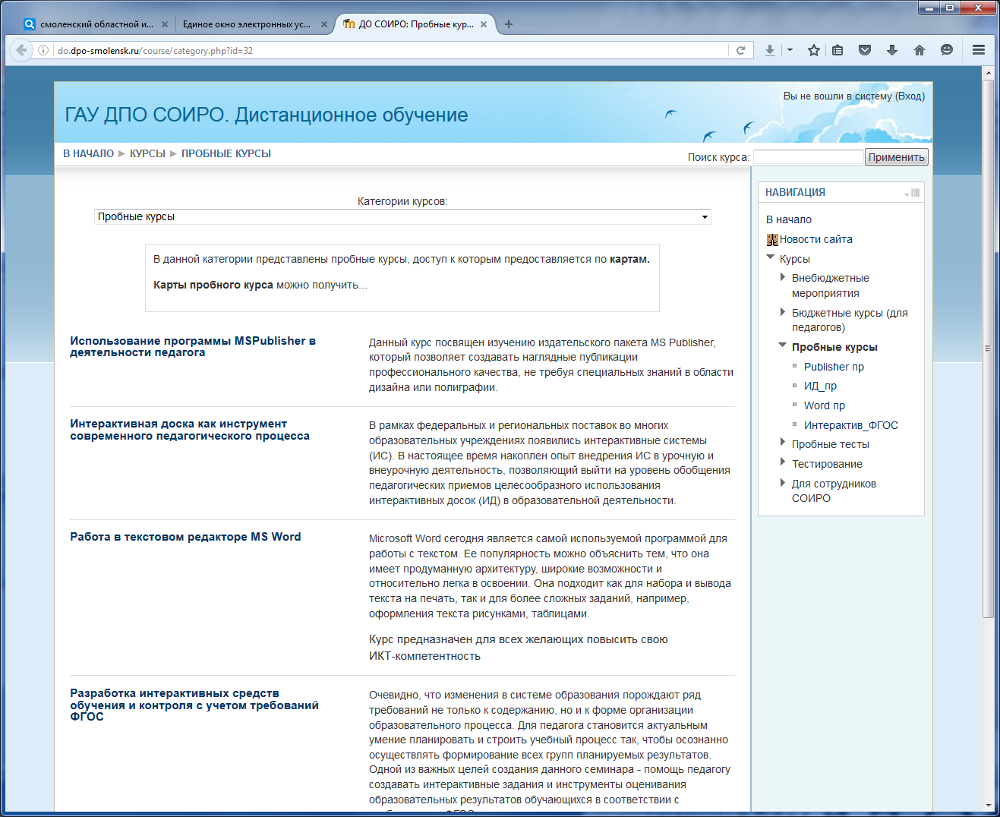 смоленский областной и...
Единое окно электронных ус...
ДО СОИРО: Пробные кур...
do.dpo-smolensk.ru/course/category.php?id=32
Вы не вошли в систему (Вход)
ГАУ ДПО СОИРО. Дистанционное обучение
В НАЧАЛО ► КУРСЫ ► ПРОБНЫЕ КУРСЫ
Поиск курса:
Применить
Категории курсов:
Пробные курсы
В данной категории представлены пробные курсы, доступ к которым предоставляется по картам.
Карты пробного курса можно получить...
Использование программы MSPublisher в
деятельности педагога
Данный курс посвящен изучению издательского пакета MS Publisher,
который позволяет создавать наглядные публикации
профессионального качества, не требуя специальных знаний в области
дизайна или полиграфии.
Интерактивная доска как инструмент
современного педагогического процесса
В рамках федеральных и региональных поставок во многих
образовательных учреждениях появились интерактивные системы
(ИС). В настоящее время накоплен опыт внедрения ИС в урочную и
внеурочную деятельность, позволяющий выйти на уровень обобщения
педагогических приемов целесообразного использования
интерактивных досок (ИД) в образовательной деятельности.
Работа в текстовом редакторе MS Word
Microsoft Word сегодня является самой используемой программой для
работы с текстом. Ее популярность можно объяснить тем, что она
имеет продуманную архитектуру, широкие возможности и
относительно легка в освоении. Она подходит как для набора и вывода
текста на печать, так и для более сложных заданий, например,
оформления текста рисунками, таблицами.
Курс предназначен для всех желающих повысить свою
ИКТ-компетентность
Разработка интерактивных средств
обучения и контроля с учетом требований
ФГОС
Очевидно, что изменения в системе образования порождают ряд
требований не только к содержанию, но и к форме организации
образовательного процесса. Для педагога становится актуальным
умение планировать и строить учебный процесс так, чтобы осознанно
осуществлять формирование всех групп планируемых результатов.
Одной из важных целей создания данного семинара - помощь педагогу
создавать интерактивные задания и инструменты оценивания
образовательных результатов обучающихся в соответствии с
НАВИГАЦИЯ
В начало
Новости сайта
Курсы
Внебюджетные
мероприятия
Бюджетные курсы (для
педагогов)
Пробные курсы
Publisher пр
ИД_пр
Word пр
Интерактив_ФГОС
Пробные тесты
Тестирование
Для сотрудников
СОИРО